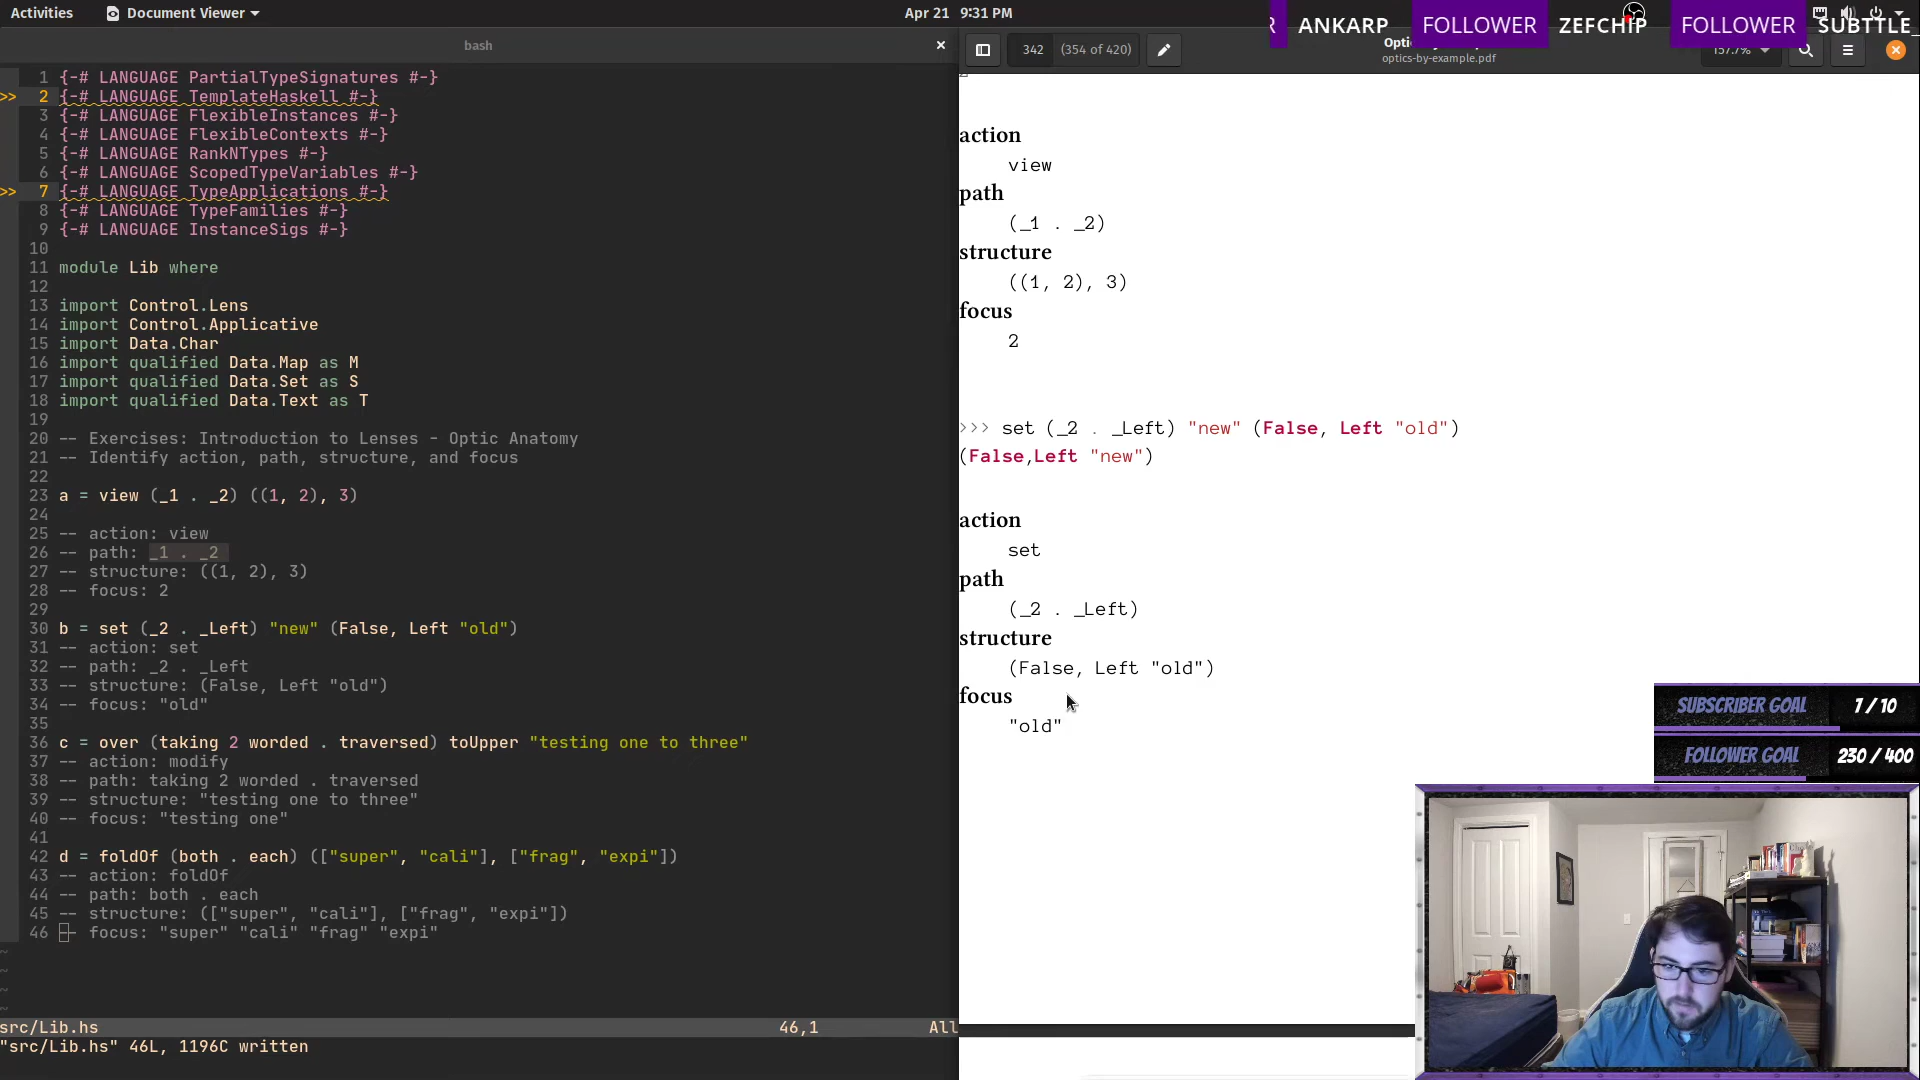 Activities
Document Viewer
Apr 21 9:31 PM
bash
1 {-# LANGUAGE PartialTypeSignatures #-}
>> 2 {-# LANGUAGE TemplateHaskell #-}
3 {-# LANGUAGE FlexibleInstances #-}
4 {-# LANGUAGE FlexibleContexts #-}
5 {-# LANGUAGE RankNTypes #-}
6 {-# LANGUAGE ScopedTypeVariables #-}
>> 7 {-# LANGUAGE TypeApplications #-}
8 {-# LANGUAGE TypeFamilies #-}
9 {-# LANGUAGE InstanceSigs #-}
10
11 module Lib where
12
13 import Control.Lens
14 import Control.Applicative
15 import Data.Char
16 import qualified Data.Map as M
17 import qualified Data.Set as S
18 import qualified Data.Text as T
19
20 -- Exercises: Introduction to Lenses - Optic Anatomy
21 -- Identify action, path, structure, and focus
22
23 a = view (_1 . _2) ((1, 2), 3)
24
25 -- action: view
26 -- path: _1 . _2
27 -- structure: ((1, 2), 3)
28 -- focus: 2
29
30 b = set (_2 . _Left) "new" (False, Left "old")
31 -- action: set
32 -- path: _2 . _Left
33 -- structure: (False, Left "old")
34 -- focus: "old"
35
36 c = over (taking 2 worded . traversed) toUpper "testing one to three"
37 -- action: modify
38 -- path: taking 2 worded . traversed
39 -- structure: "testing one to three"
40 -- focus: "testing one"
41
42 d = foldOf (both . each) (["super", "cali"], ["frag", "expi"])
43 -- action: foldOf
44 -- path: both . each
45 -- structure: (["super", "cali"], ["frag", "expi"])
46 -- focus: "super" "cali" "frag" "expi"
~
~
~
~
src/Lib.hs 46,1 All
"src/Lib.hs" 46L, 1196C written
R ANKARP FOLLOWER ZEFCHIP FOLLOWER SUBTTLE_
342 (354 of 420)
optics-by-example.pdf
157.7%
action
view
path
(_1 . _2)
structure
((1, 2), 3)
focus
2
>>> set (_2 . _Left) "new" (False, Left "old")
(False,Left "new")
action
set
path
(_2 . _Left)
structure
(False, Left "old")
focus
"old"
SUBSCRIBER GOAL 7 / 10
FOLLOWER GOAL 230 / 400